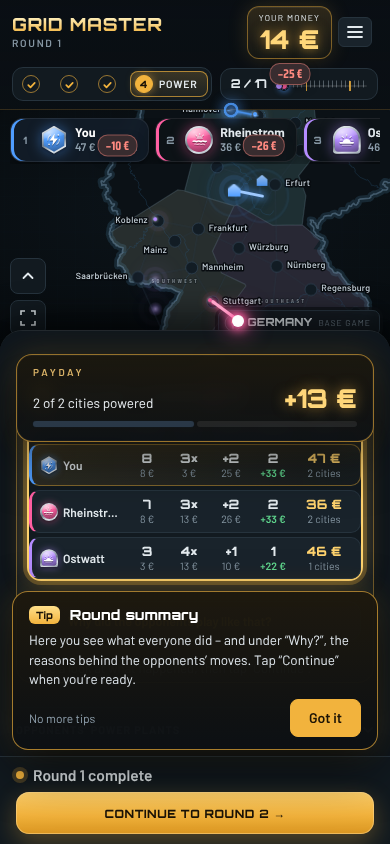 GRID MASTER
ROUND 1
YOUR MONEY
14 €
4 POWER
2 / 17
-25 €
Hannover
1 You
47 €
-10 €
2 Rheinstrom
36 €
-26 €
3 Os
46
Erfurt
Koblenz
Frankfurt
Mainz
Würzburg
Mannheim
Nürnberg
Saarbrücken
SOUTHWEST
Regensburg
Stuttgart
SOUTHEAST
GERMANY BASE GAME
PAYDAY
2 of 2 cities powered
+13 €
You 8 3x +2 2 47 €
8 € 3 € 25 € +33 € 2 cities
Rheinstr... 7 3x +2 2 36 €
8 € 13 € 26 € +33 € 2 cities
Ostwatt 3 4x +1 1 46 €
3 € 13 € 10 € +22 € 1 cities
Tip Round summary
Here you see what everyone did – and under “Why?”, the
reasons behind the opponents’ moves. Tap “Continue”
when you’re ready.
No more tips
Got it
Round 1 complete
CONTINUE TO ROUND 2 →